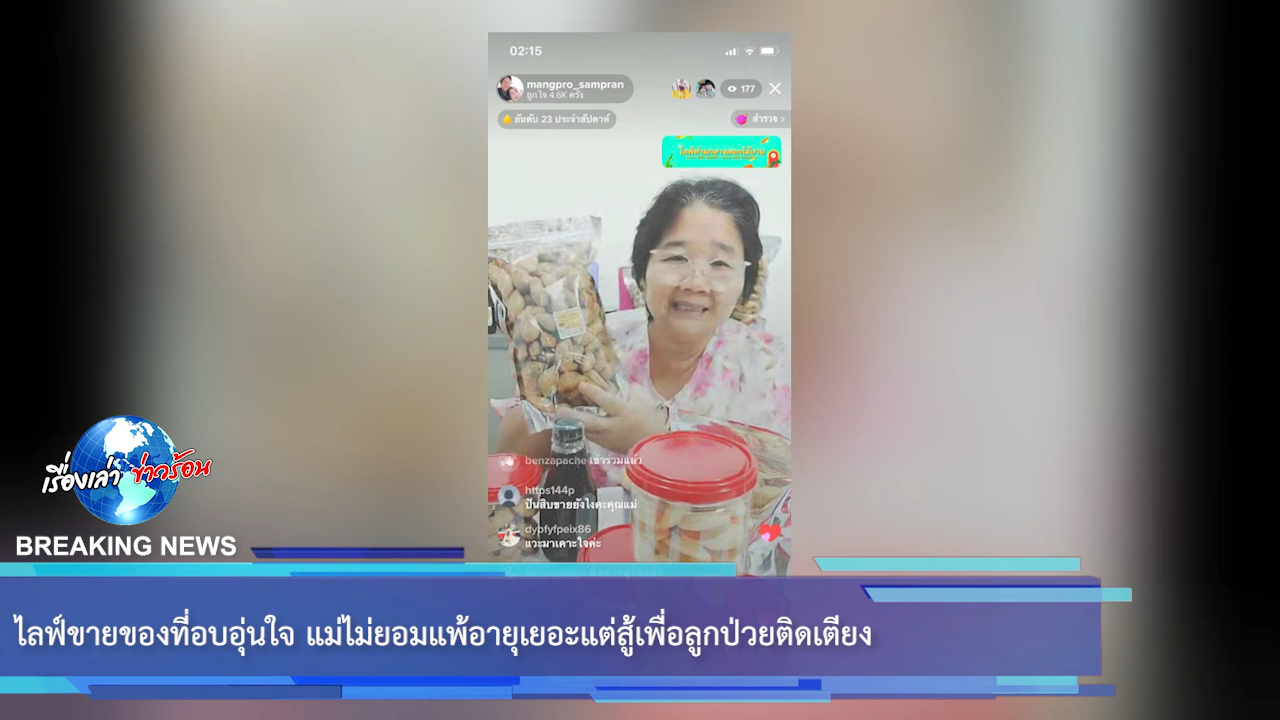 02:15
mangpro_sampran
ถูกใจ 4.6K ครั้ง
177
อันดับ 23 ประจำสัปดาห์
สำรวจ >
benzapache เข้าร่วมแล้ว
https144p
ปั้นสิบขายยังไงคะคุณแม่
dybfyfpeix86
แวะมาเคาะใจค่ะ
เรื่องเล่า ข่าวร้อน
BREAKING NEWS
ไลฟ์ขายของที่อบอุ่นใจ แม่ไม่ยอมแพ้อายุเยอะแต่สู้เพื่อลูกป่วยติดเตียง